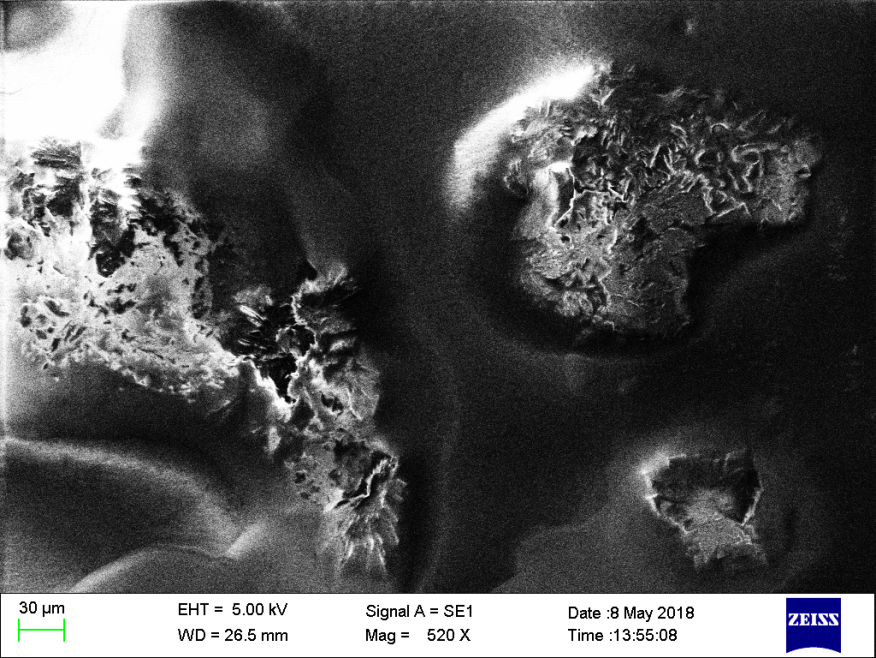 30 µm
EHT = 5.00 kV
WD = 26.5 mm
Signal A = SE1
Mag = 520 X
Date :8 May 2018
Time :13:55:08
ZEISS